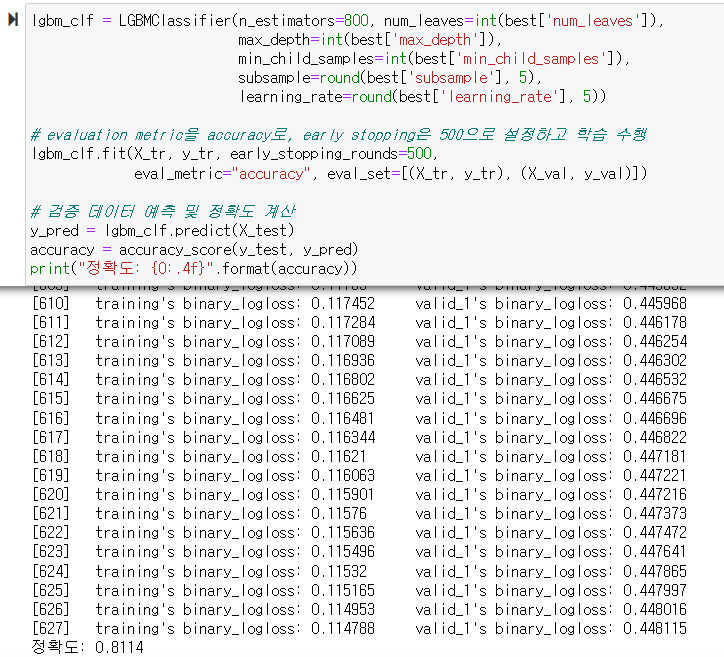 lgbm_clf = LGBMClassifier(n_estimators=800, num_leaves=int(best['num_leaves']),
max_depth=int(best['max_depth']),
min_child_samples=int(best['min_child_samples']),
subsample=round(best['subsample'], 5),
learning_rate=round(best['learning_rate'], 5))
# evaluation metric을 accuracy로, early stopping은 500으로 설정하고 학습 수행
lgbm_clf.fit(X_tr, y_tr, early_stopping_rounds=500,
eval_metric="accuracy", eval_set=[(X_tr, y_tr), (X_val, y_val)])
# 검증 데이터 예측 및 정확도 계산
y_pred = lgbm_clf.predict(X_test)
accuracy = accuracy_score(y_test, y_pred)
print("정확도: {0:.4f}".format(accuracy))
[610] training's binary_logloss: 0.117452 valid_1's binary_logloss: 0.445968
[611] training's binary_logloss: 0.117284 valid_1's binary_logloss: 0.446178
[612] training's binary_logloss: 0.117089 valid_1's binary_logloss: 0.446254
[613] training's binary_logloss: 0.116936 valid_1's binary_logloss: 0.446302
[614] training's binary_logloss: 0.116802 valid_1's binary_logloss: 0.446532
[615] training's binary_logloss: 0.116625 valid_1's binary_logloss: 0.446675
[616] training's binary_logloss: 0.116481 valid_1's binary_logloss: 0.446696
[617] training's binary_logloss: 0.116344 valid_1's binary_logloss: 0.446822
[618] training's binary_logloss: 0.11621 valid_1's binary_logloss: 0.447181
[619] training's binary_logloss: 0.116063 valid_1's binary_logloss: 0.447221
[620] training's binary_logloss: 0.115901 valid_1's binary_logloss: 0.447216
[621] training's binary_logloss: 0.11576 valid_1's binary_logloss: 0.447373
[622] training's binary_logloss: 0.115636 valid_1's binary_logloss: 0.447472
[623] training's binary_logloss: 0.115496 valid_1's binary_logloss: 0.447641
[624] training's binary_logloss: 0.11532 valid_1's binary_logloss: 0.447865
[625] training's binary_logloss: 0.115165 valid_1's binary_logloss: 0.447997
[626] training's binary_logloss: 0.114953 valid_1's binary_logloss: 0.448016
[627] training's binary_logloss: 0.114788 valid_1's binary_logloss: 0.448115
정확도: 0.8114